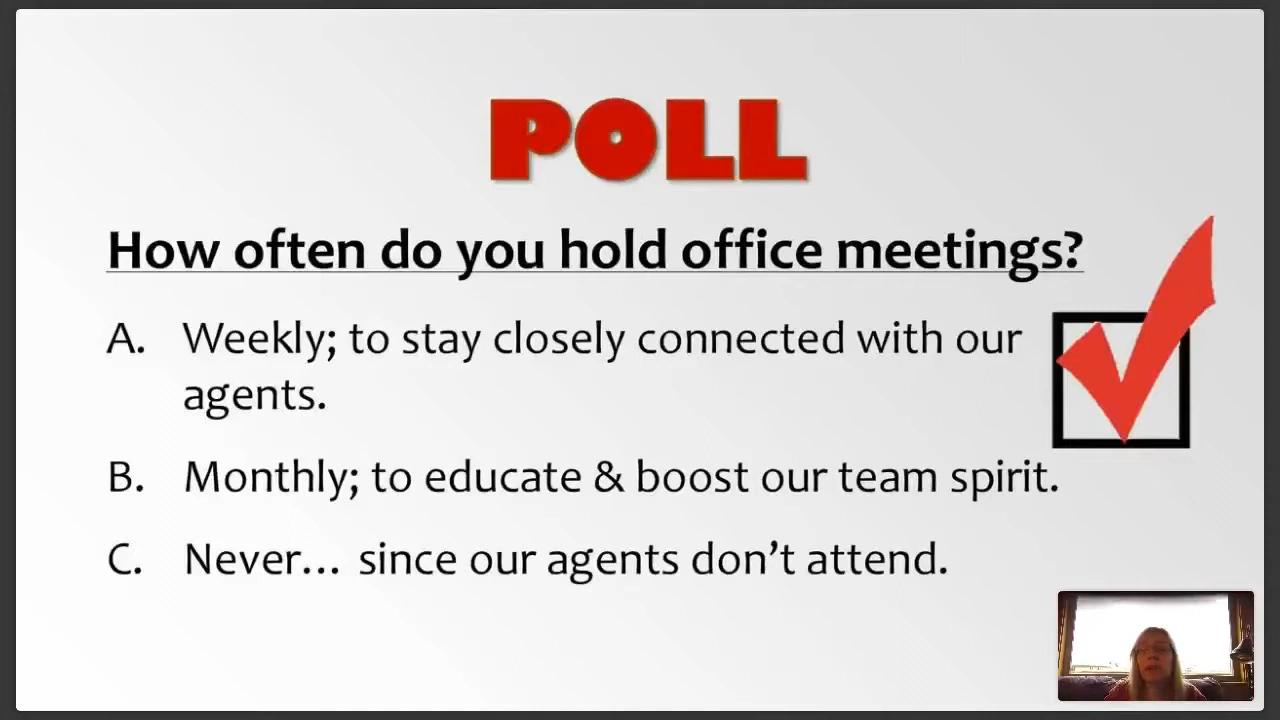 POLL
How often do you hold office meetings?
A. Weekly; to stay closely connected with our
agents.
B. Monthly; to educate & boost our team spirit.
C. Never... since our agents don't attend.